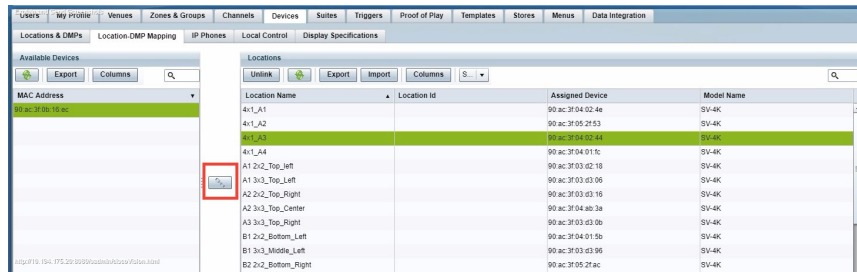 Users My Profile Venues Zones & Groups Channels Devices Suites Triggers Proof of Play Templates Stores Menus Data Integration
Locations & DMPs Location-DMP Mapping IP Phones Local Control Display Specifications
Available Devices
Export Columns
MAC Address
90:ac:3f:0b:16:ac
Locations
Unlink Export Import Columns S...
Location Name Location Id Assigned Device Model Name
4x1_A1 90:ac:3f:04:02:4e SV-4K
4x1_A2 90:ac:3f:05:2f:53 SV-4K
4x1_A3 90:ac:3f:04:02:44 SV-4K
4x1_A4 90:ac:3f:04:01:fc SV-4K
A1 2x2_Top_left 90:ac:3f:03:d2:18 SV-4K
A1 3x3_Top_Left 90:ac:3f:03:d3:06 SV-4K
A2 2x2_Top_Right 90:ac:3f:03:d3:16 SV-4K
A2 3x3_Top_Center 90:ac:3f:04:ab:3a SV-4K
A3 3x3_Top_Right 90:ac:3f:03:d3:0b SV-4K
B1 2x2_Bottom_Left 90:ac:3f:04:01:5b SV-4K
B1 3x3_Middle_Left 90:ac:3f:03:d3:96 SV-4K
B2 2x2_Bottom_Right 90:ac:3f:05:2f:ac SV-4K